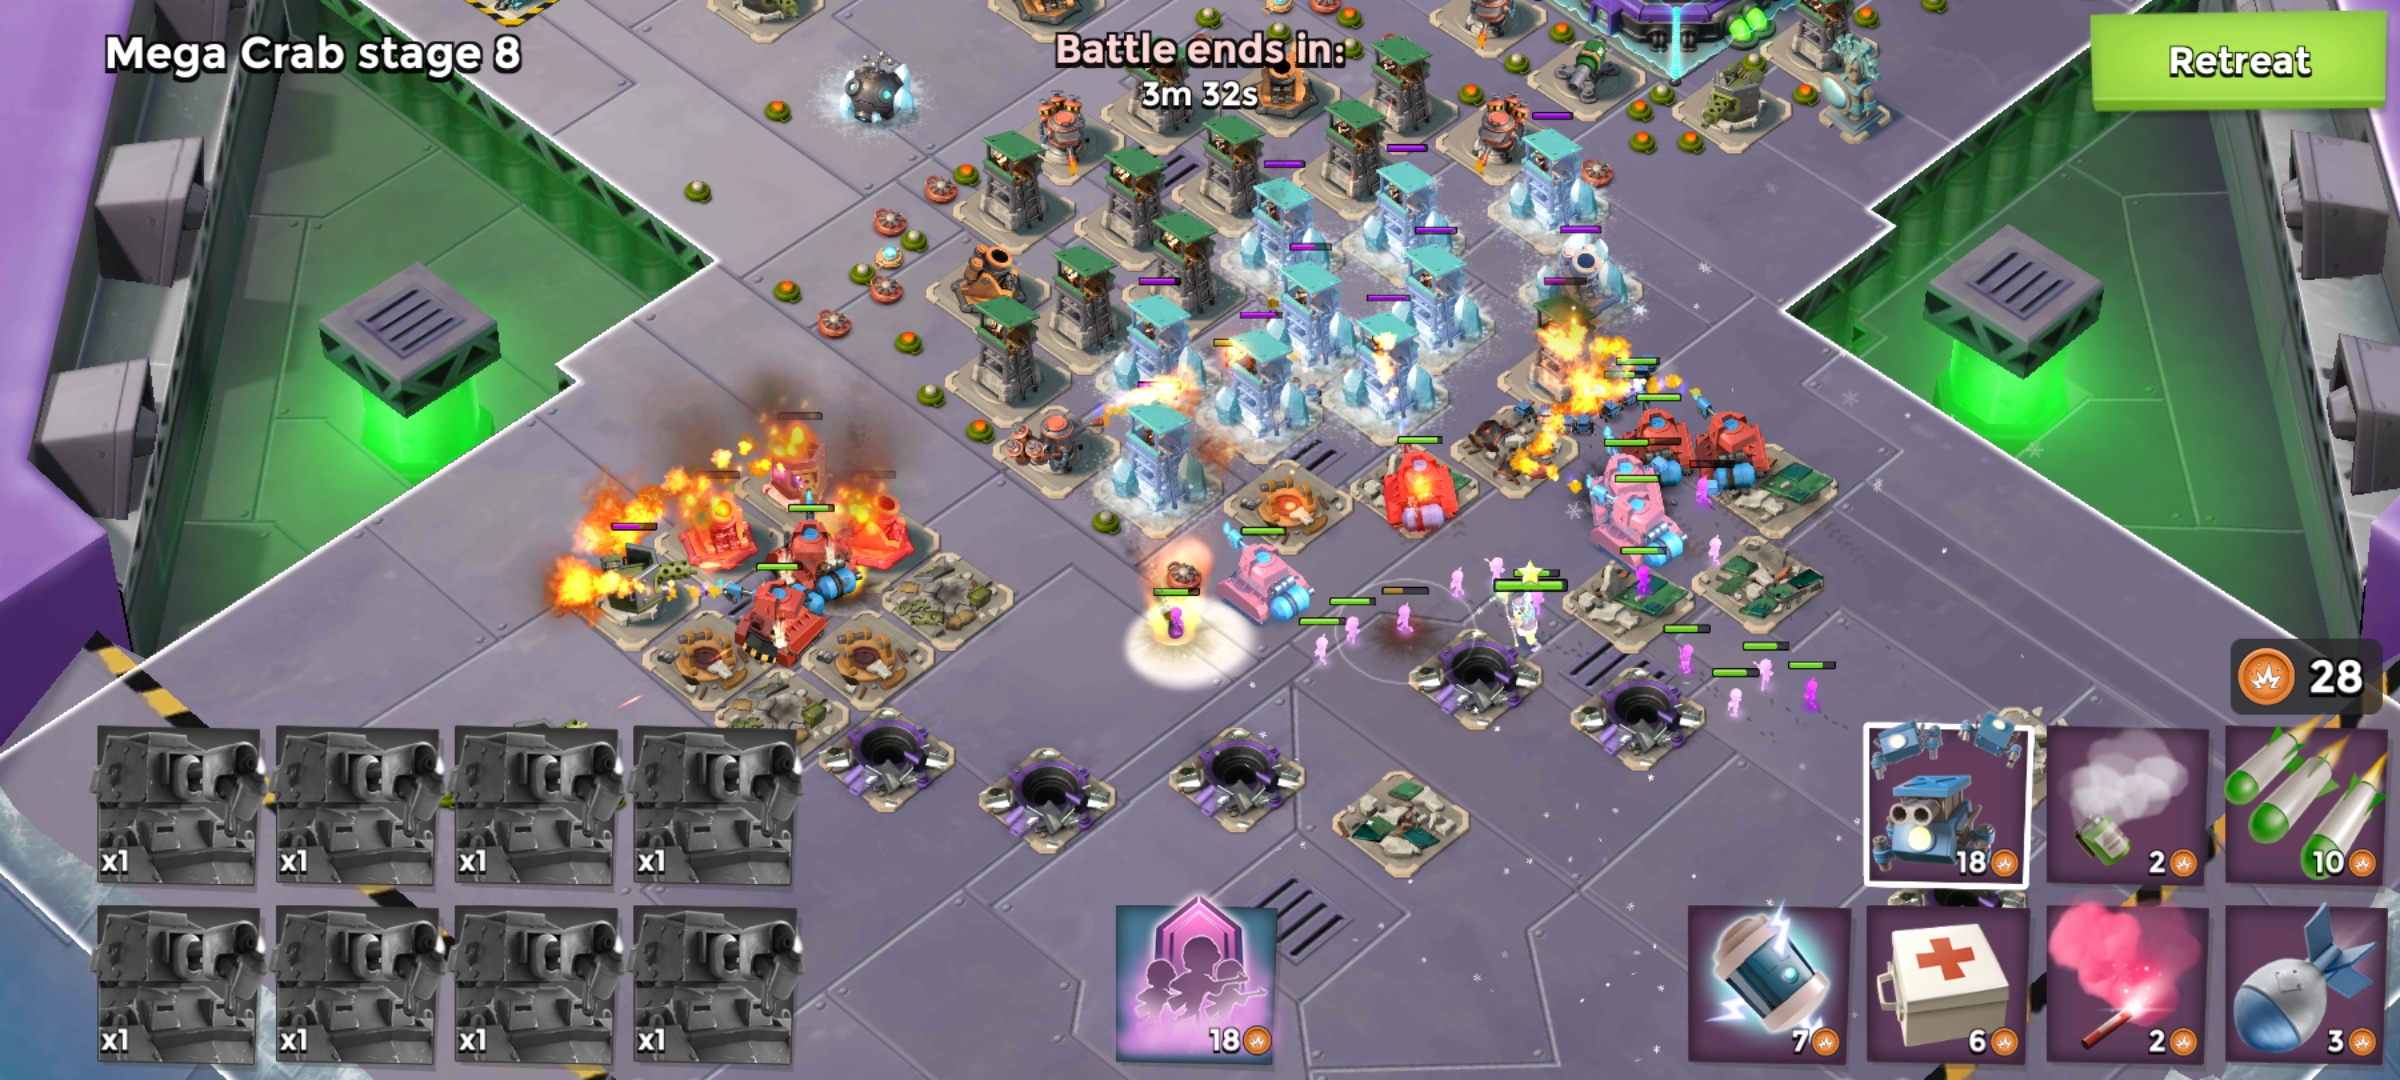 Mega Crab stage 8
Battle ends in:
3m 32s
Retreat
28
x1
x1
x1
x1
18
2
10
x1
x1
x1
x1
18
7
6
2
3